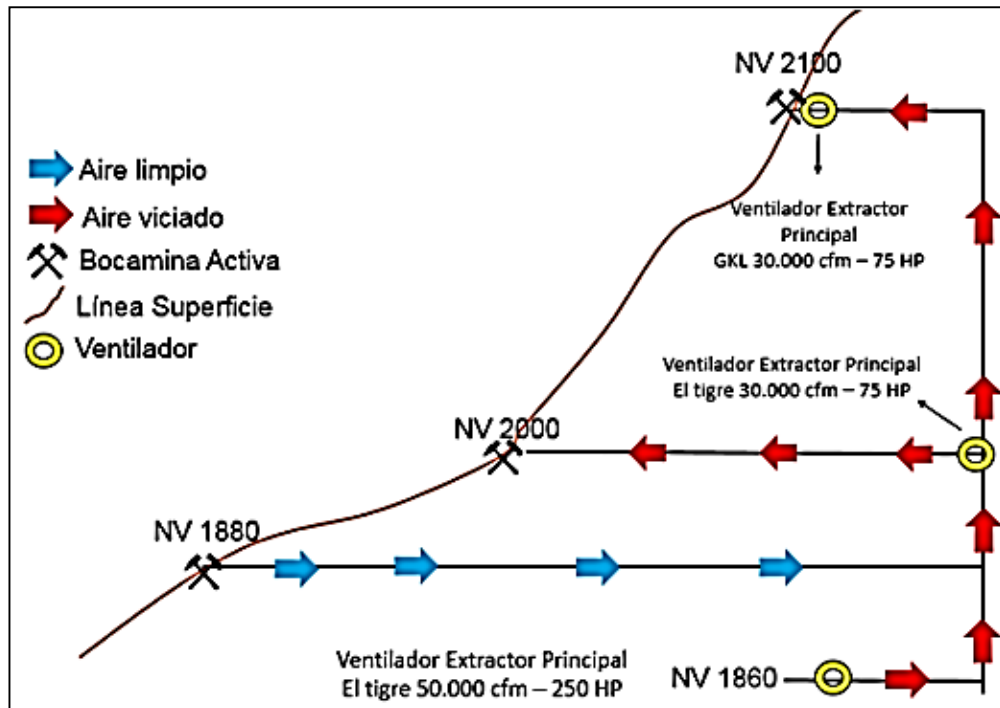 NV 2100
Aire limpio
Aire viciado
Bocamina Activa
Línea Superficie
Ventilador
Ventilador Extractor
Principal
GKL 30.000 cfm – 75 HP
Ventilador Extractor Principal
El tigre 30.000 cfm – 75 HP
NV 2000
NV 1880
Ventilador Extractor Principal
El tigre 50.000 cfm – 250 HP
NV 1860